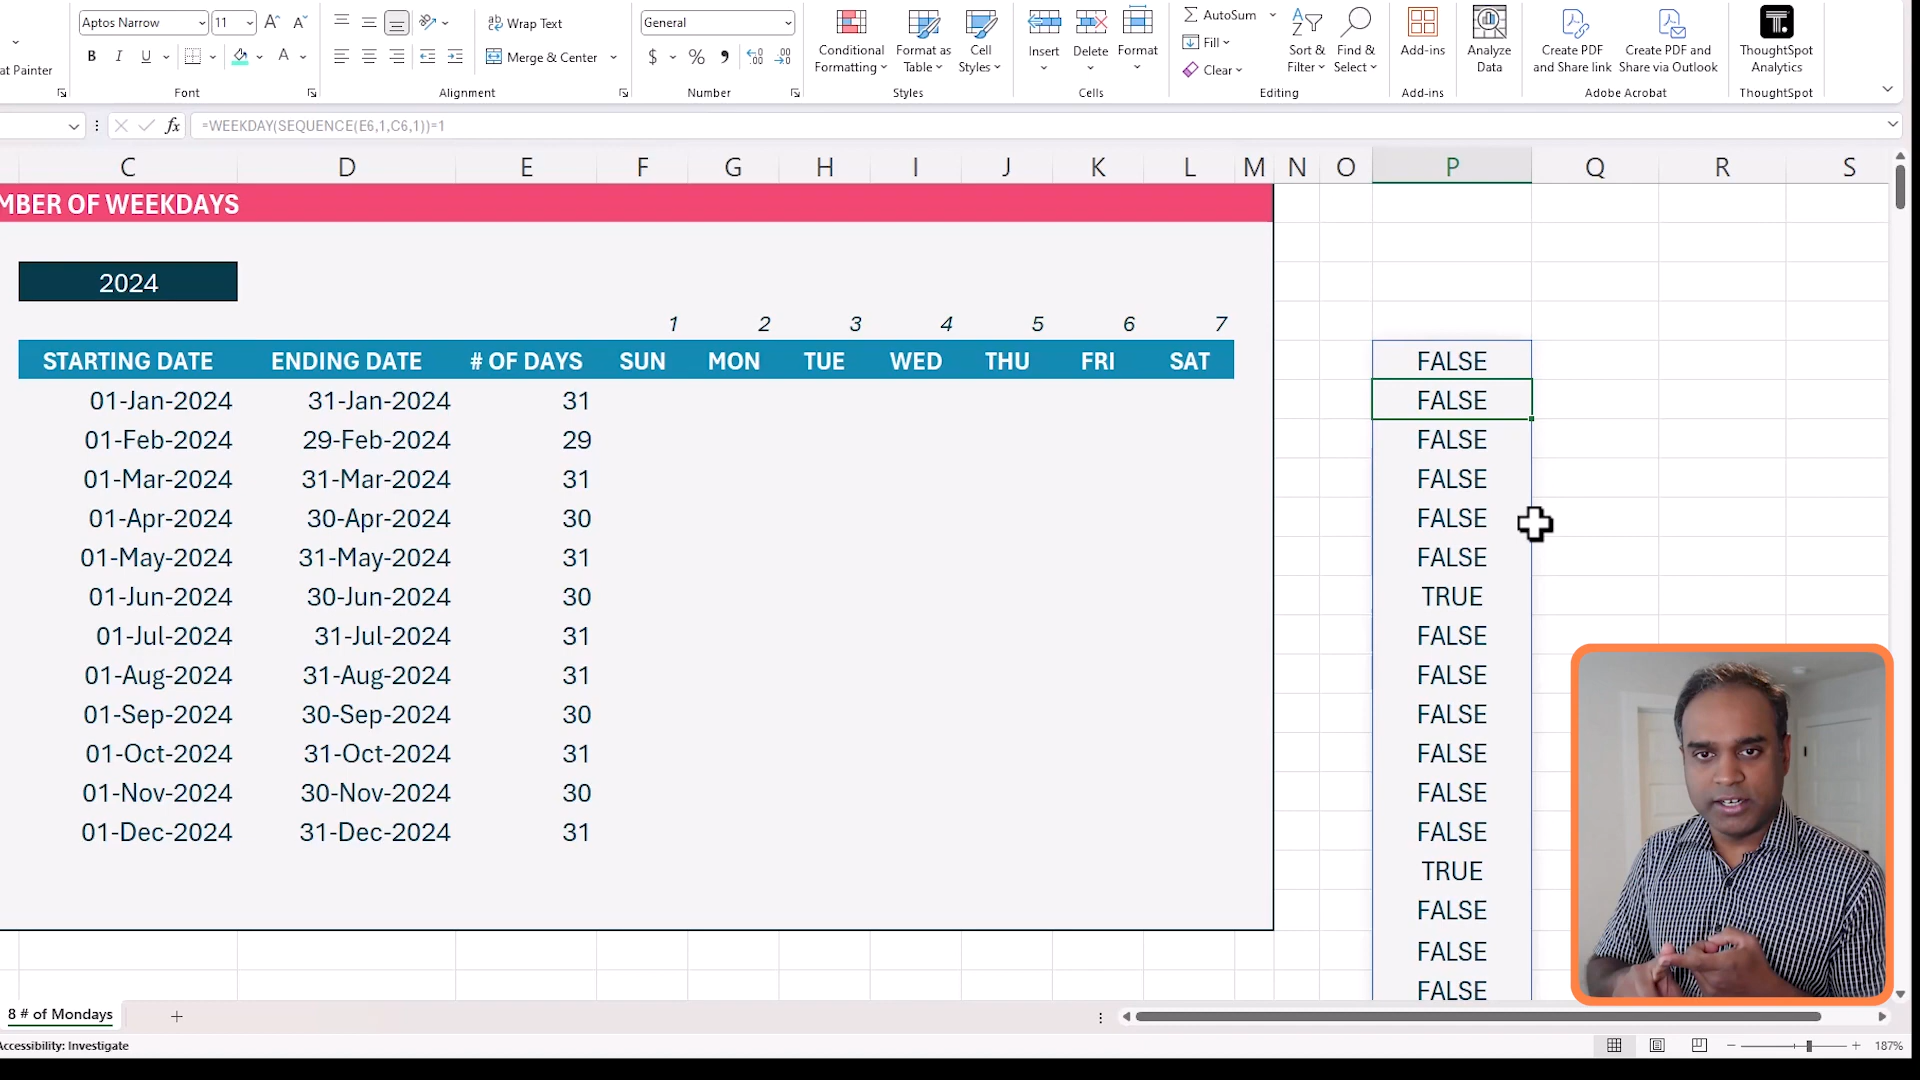 Aptos Narrow 11 Wrap Text General AutoSum
at Painter B I U A Merge & Center $ % Fill Clear
Conditional Formatting Format as Table Cell Styles Insert Delete Format Sort & Filter Find & Select Add-ins Analyze Data Create PDF and Share link Create PDF and Share via Outlook ThoughtSpot Analytics
Font Alignment Number Styles Cells Editing Add-ins Adobe Acrobat ThoughtSpot
fx =WEEKDAY(SEQUENCE(E6,1,C6,1))=1
C D E F G H I J K L M N O P Q R S
MBER OF WEEKDAYS
2024
1 2 3 4 5 6 7
STARTING DATE ENDING DATE # OF DAYS SUN MON TUE WED THU FRI SAT FALSE
01-Jan-2024 31-Jan-2024 31 FALSE
01-Feb-2024 29-Feb-2024 29 FALSE
01-Mar-2024 31-Mar-2024 31 FALSE
01-Apr-2024 30-Apr-2024 30 FALSE
01-May-2024 31-May-2024 31 FALSE
01-Jun-2024 30-Jun-2024 30 TRUE
01-Jul-2024 31-Jul-2024 31 FALSE
01-Aug-2024 31-Aug-2024 31 FALSE
01-Sep-2024 30-Sep-2024 30 FALSE
01-Oct-2024 31-Oct-2024 31 FALSE
01-Nov-2024 30-Nov-2024 30 FALSE
01-Dec-2024 31-Dec-2024 31 FALSE
TRUE
FALSE
FALSE
FALSE
8 # of Mondays
Accessibility: Investigate 187%